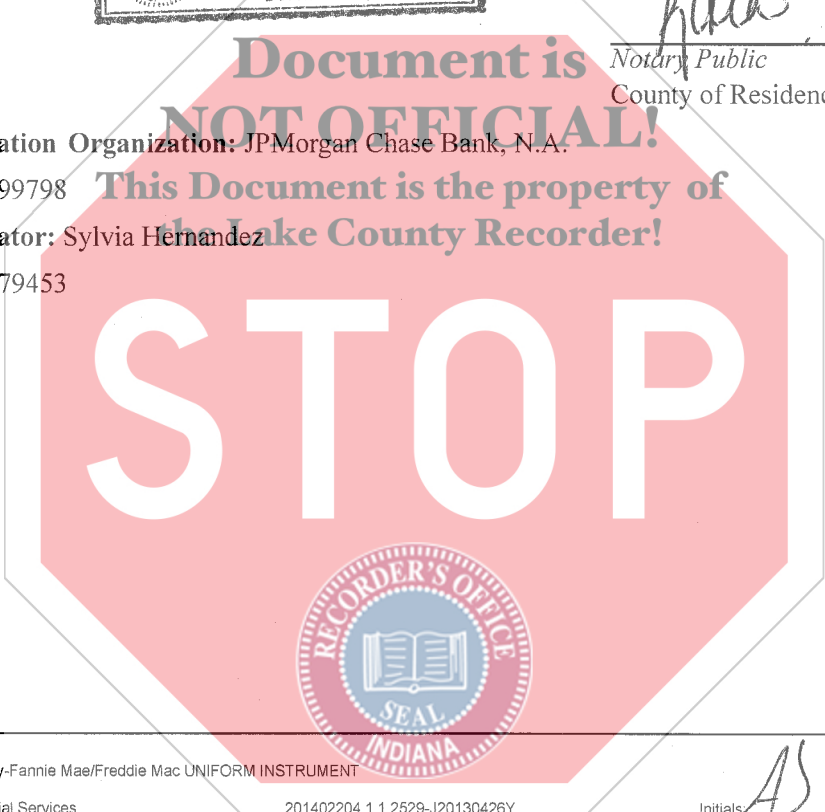 Document is
NOT OFFICIAL!
This Document is the property of
the Lake County Recorder!
Notary Public
County of Residenc
ation Organization: JPMorgan Chase Bank, N.A.
99798
ator: Sylvia Hernandez
79453
STOP
RECORDER'S OFFICE
SEAL
INDIANA
y-Fannie Mae/Freddie Mac UNIFORM INSTRUMENT
ial Services
201402204.1.1.2529-J20130426Y
Initials: AS